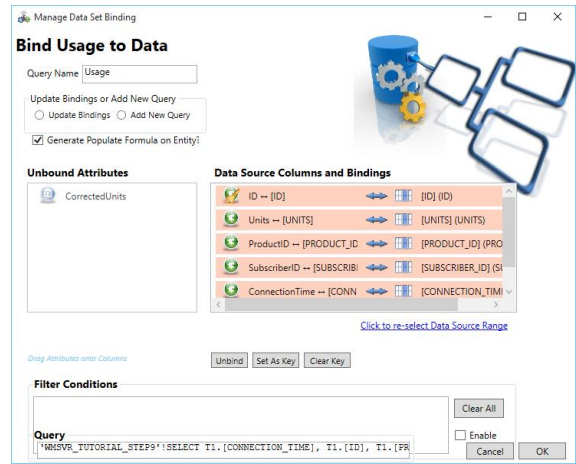 Manage Data Set Binding
Bind Usage to Data
Query Name Usage
Update Bindings or Add New Query
Update Bindings Add New Query
Generate Populate Formula on Entity?
Unbound Attributes
CorrectedUnits
Data Source Columns and Bindings
ID ↔ [ID] [ID] (ID)
Units ↔ [UNITS] [UNITS] (UNITS)
ProductID ↔ [PRODUCT_ID [PRODUCT_ID] (PRO
SubscriberID ↔ [SUBSCRIBI [SUBSCRIBER_ID] (SU
ConnectionTime ↔ [CONN [CONNECTION_TIMI
Click to re-select Data Source Range
Drag Attributes onto Columns
Unbind Set As Key Clear Key
Filter Conditions
Clear All
Enable
Query
'WMSVR_TUTORIAL_STEP9'!SELECT T1.[CONNECTION_TIME], T1.[ID], T1.[PR
Cancel OK